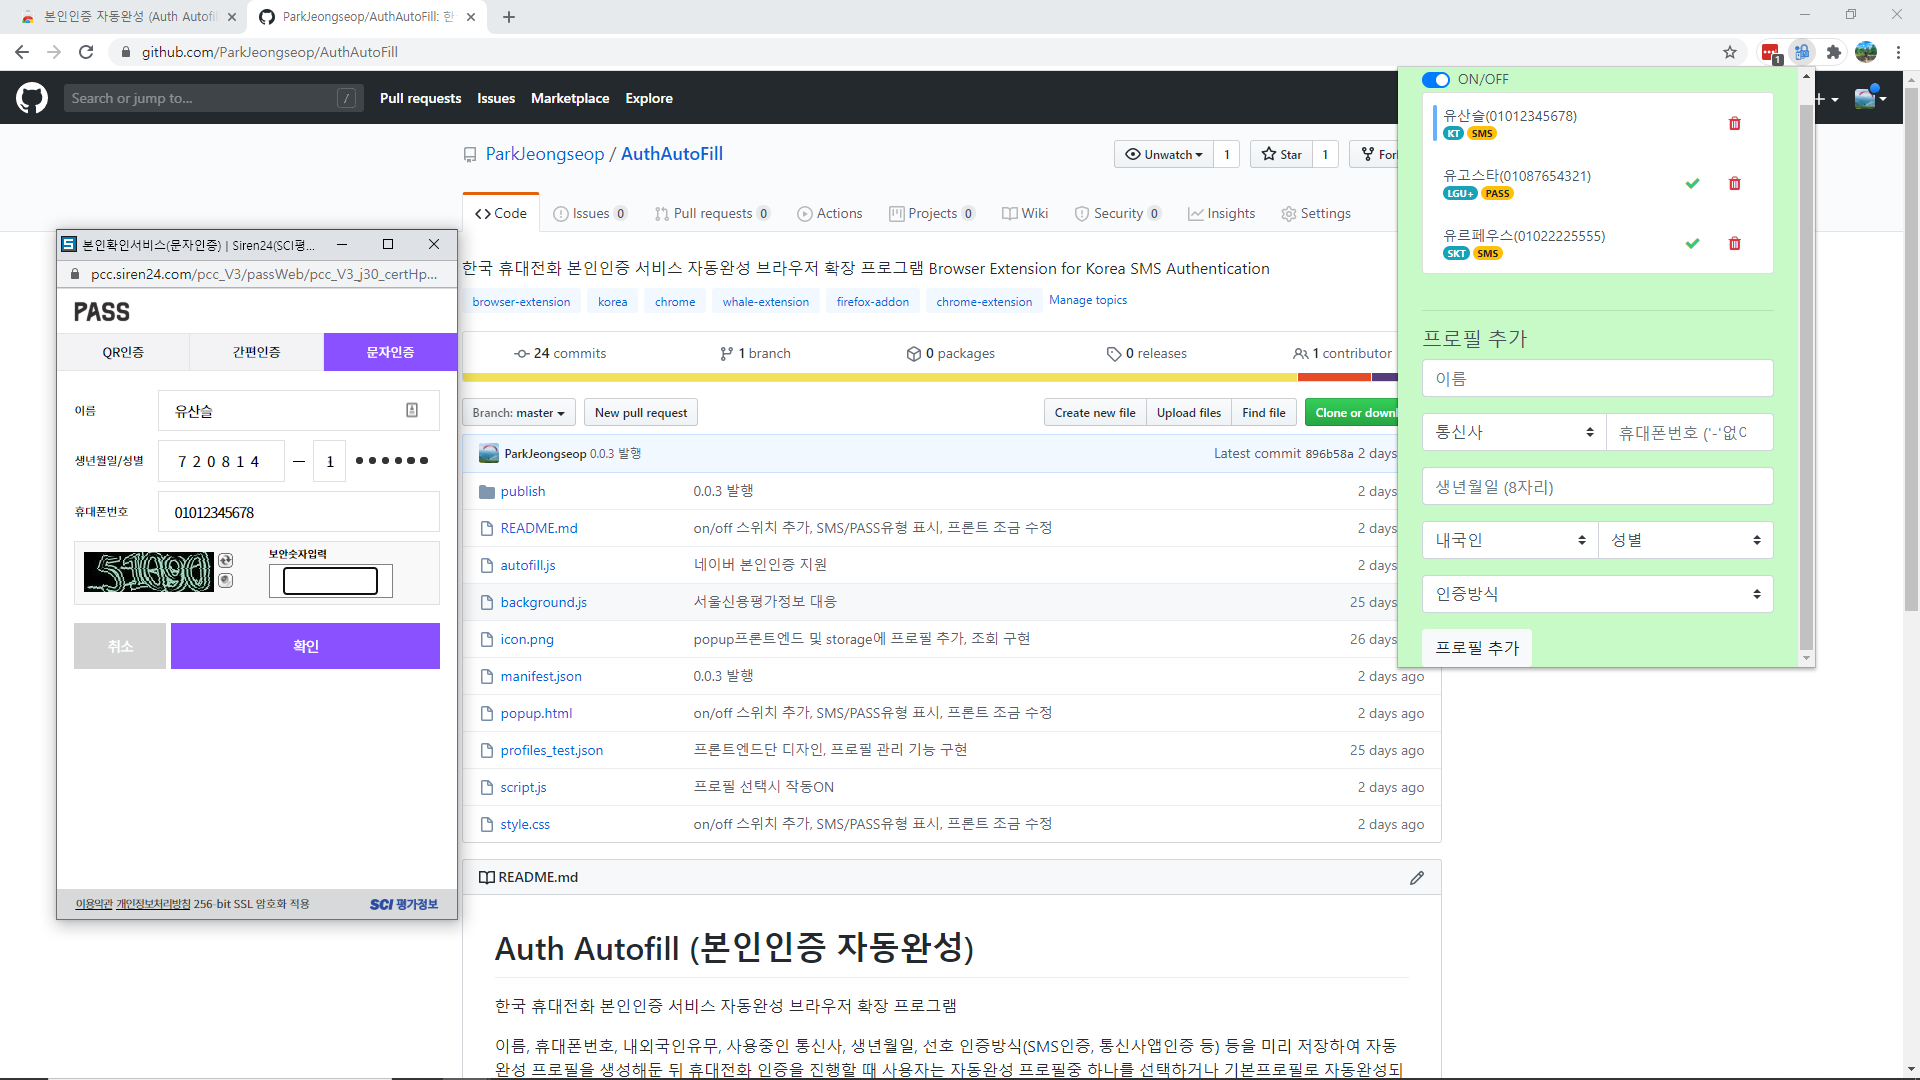 본인인증 자동완성 (Auth Autofil
ParkJeongseop/AuthAutoFill: 한
github.com/ParkJeongseop/AuthAutoFill
1
Search or jump to...
/
Pull requests
Issues
Marketplace
Explore
ParkJeongseop / AuthAutoFill
Unwatch
1
Star
1
For
Code
Issues 0
Pull requests 0
Actions
Projects 0
Wiki
Security 0
Insights
Settings
한국 휴대전화 본인인증 서비스 자동완성 브라우저 확장 프로그램 Browser Extension for Korea SMS Authentication
browser-extension
korea
chrome
whale-extension
firefox-addon
chrome-extension
Manage topics
24 commits
1 branch
0 packages
0 releases
1 contributor
Branch: master
New pull request
Create new file
Upload files
Find file
Clone or downl
ParkJeongseop 0.0.3 발행
Latest commit 896b58a 2 days
publish
0.0.3 발행
2 days
README.md
on/off 스위치 추가, SMS/PASS유형 표시, 프론트 조금 수정
2 days
autofill.js
네이버 본인인증 지원
2 days
background.js
서울신용평가정보 대응
25 days
icon.png
popup프론트엔드 및 storage에 프로필 추가, 조회 구현
26 days
manifest.json
0.0.3 발행
2 days ago
popup.html
on/off 스위치 추가, SMS/PASS유형 표시, 프론트 조금 수정
2 days ago
profiles_test.json
프론트엔드단 디자인, 프로필 관리 기능 구현
25 days ago
script.js
프로필 선택시 작동ON
2 days ago
style.css
on/off 스위치 추가, SMS/PASS유형 표시, 프론트 조금 수정
2 days ago
README.md
Auth Autofill (본인인증 자동완성)
한국 휴대전화 본인인증 서비스 자동완성 브라우저 확장 프로그램
이름, 휴대폰번호, 내외국인유무, 사용중인 통신사, 생년월일, 선호 인증방식(SMS인증, 통신사앱인증 등) 등을 미리 저장하여 자동
완성 프로필을 생성해둔 뒤 휴대전화 인증을 진행할 때 사용자는 자동완성 프로필중 하나를 선택하거나 기본프로필로 자동완성되
본인확인서비스(문자인증) | Siren24(SCI평...
pcc.siren24.com/pcc_V3/passWeb/pcc_V3_j30_certHp...
PASS
QR인증
간편인증
문자인증
이름
유산슬
생년월일/성별
720814 — 1 ●●●●●●
휴대폰번호
01012345678
51090
보안숫자입력
취소
확인
이용약관 개인정보처리방침 256-bit SSL 암호화 적용
SCI 평가정보
ON/OFF
유산슬(01012345678)
KT SMS
유고스타(01087654321)
LGU+ PASS
유르페우스(01022225555)
SKT SMS
프로필 추가
이름
통신사
휴대폰번호 ('-'없이
생년월일 (8자리)
내국인
성별
인증방식
프로필 추가